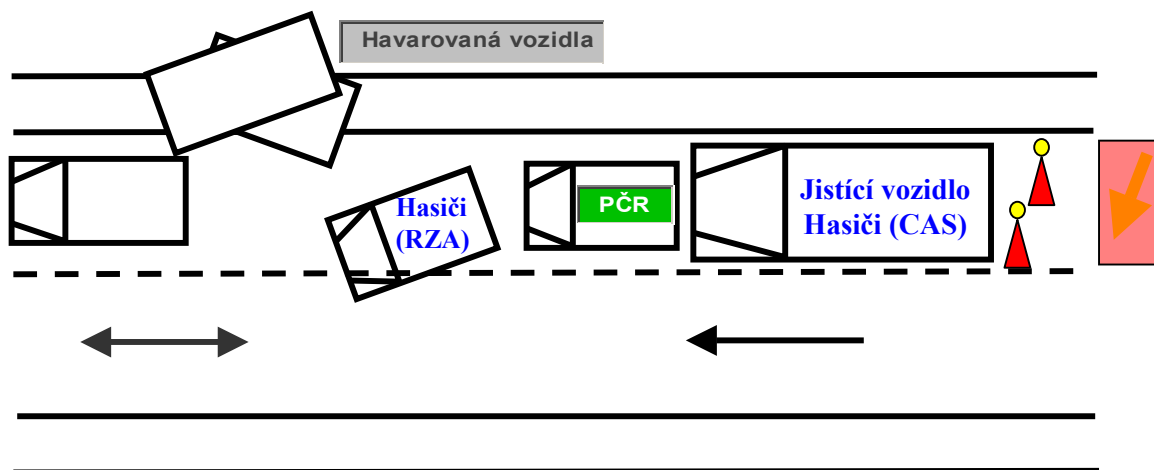 Havarovaná vozidla
Hasiči
(RZA)
PČR
Jistící vozidlo
Hasiči (CAS)